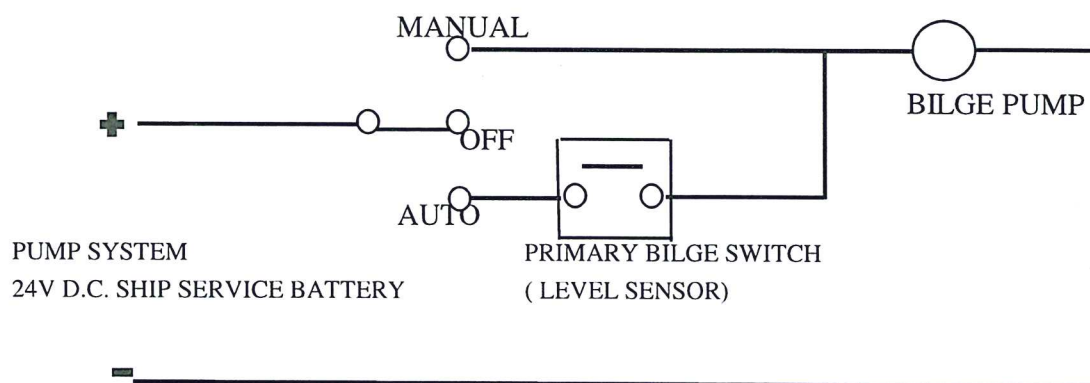 MANUAL
BILGE PUMP
+
OFF
AUTO
PUMP SYSTEM
24V D.C. SHIP SERVICE BATTERY
PRIMARY BILGE SWITCH
( LEVEL SENSOR)
-